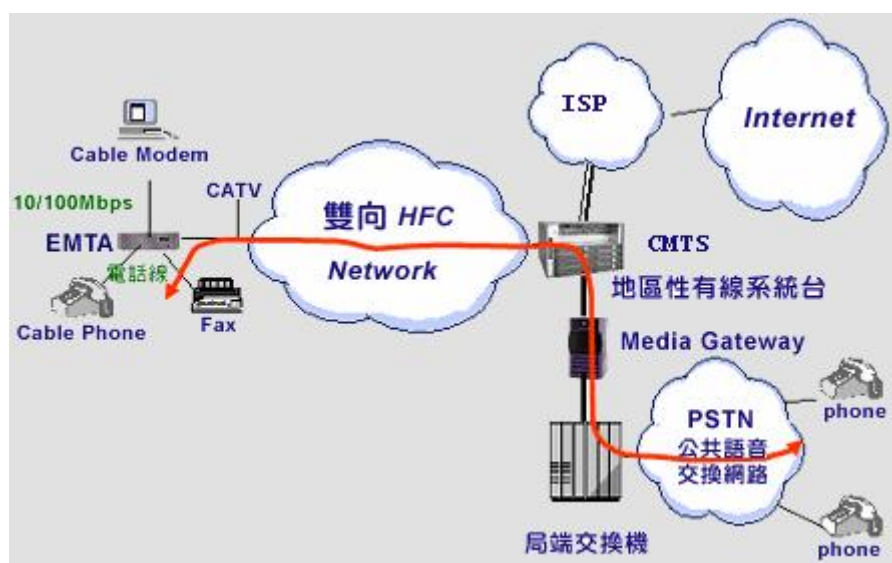 ISP
Internet
Cable Modem
10/100Mbps
CATV
EMTA
電話線
Cable Phone
Fax
雙向 HFC
Network
CMTS
地區性有線系統台
Media Gateway
PSTN
公共語音
交換網路
phone
局端交換機
phone